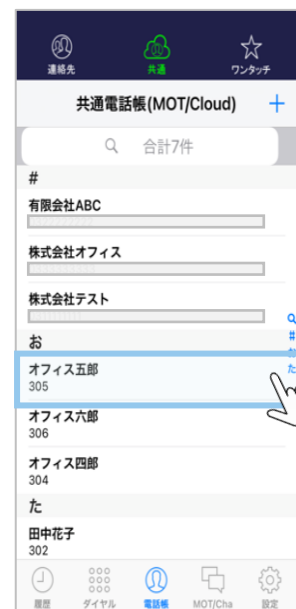 連絡先 共通 ワンタッチ
共通電話帳(MOT/Cloud) +
合計7件
#
有限会社ABC
株式会社オフィス
株式会社テスト
お
オフィス五郎
305
オフィス六郎
306
オフィス四郎
304
た
田中花子
302
#
お
た
履歴 ダイヤル 電話帳 MOT/Cha 設定